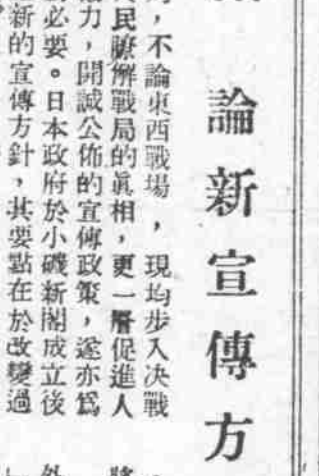 論新宣傳方
，不論東西戰場，現均步入决戰
民瞭解戰局的眞相，更一層促進人
力，開誠公佈的宣傳政策，遂亦爲
必要。日本政府於小磯新閣成立後
新的宣傳方針，其要點在於改變過
外